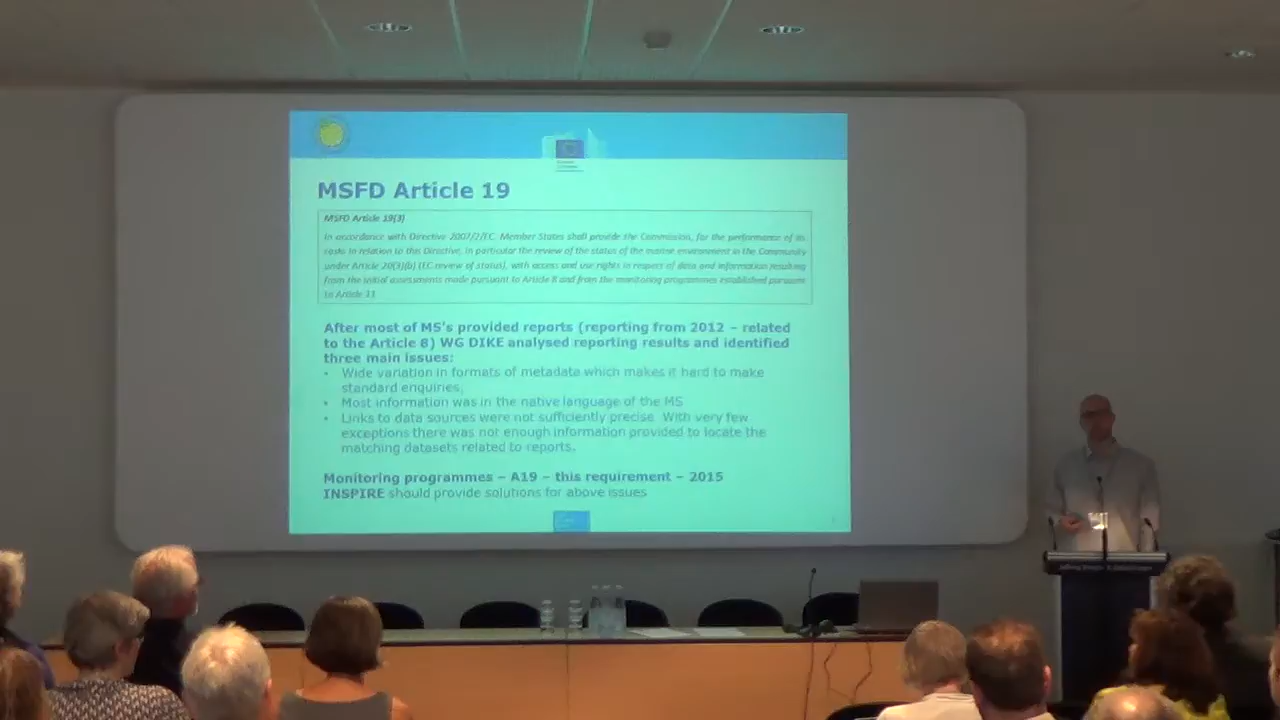 MSFD Article 19
MSFD Article 19(3)
In accordance with Directive 2007/2/EC, Member States shall provide the Commission, for the performance of its
tasks in relation to this Directive, in particular the review of the status of the marine environment in the Community
under Article 20(3)(b) (EC review of status), with access and use rights in respect of data and information resulting
from the initial assessments made pursuant to Article 8 and from the monitoring programmes established pursuant
to Article 11
After most of MS's provided reports (reporting from 2012 – related
to the Article 8) WG DIKE analysed reporting results and identified
three main issues:
• Wide variation in formats of metadata which makes it hard to make
standard enquiries,
• Most information was in the native language of the MS
• Links to data sources were not sufficiently precise. With very few
exceptions there was not enough information provided to locate the
matching datasets related to reports.
Monitoring programmes – A19 – this requirement – 2015
INSPIRE should provide solutions for above issues